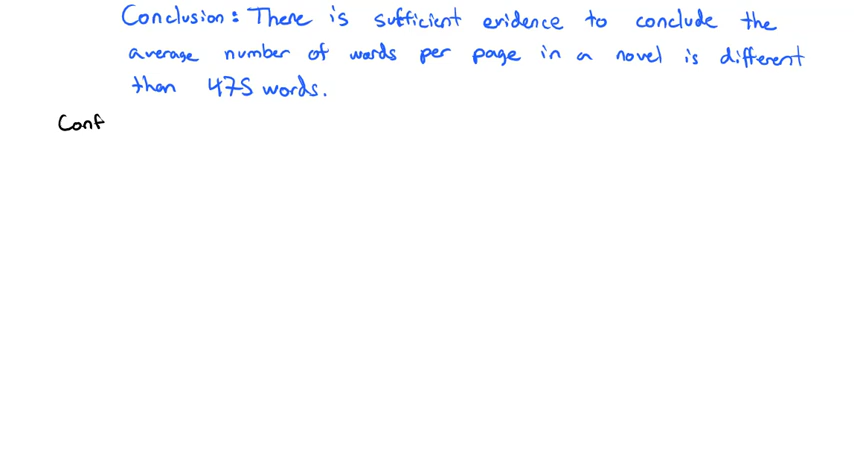 Conclusion: There is sufficient evidence to conclude the
average number of words per page in a novel is different
than 475 words.
Conf